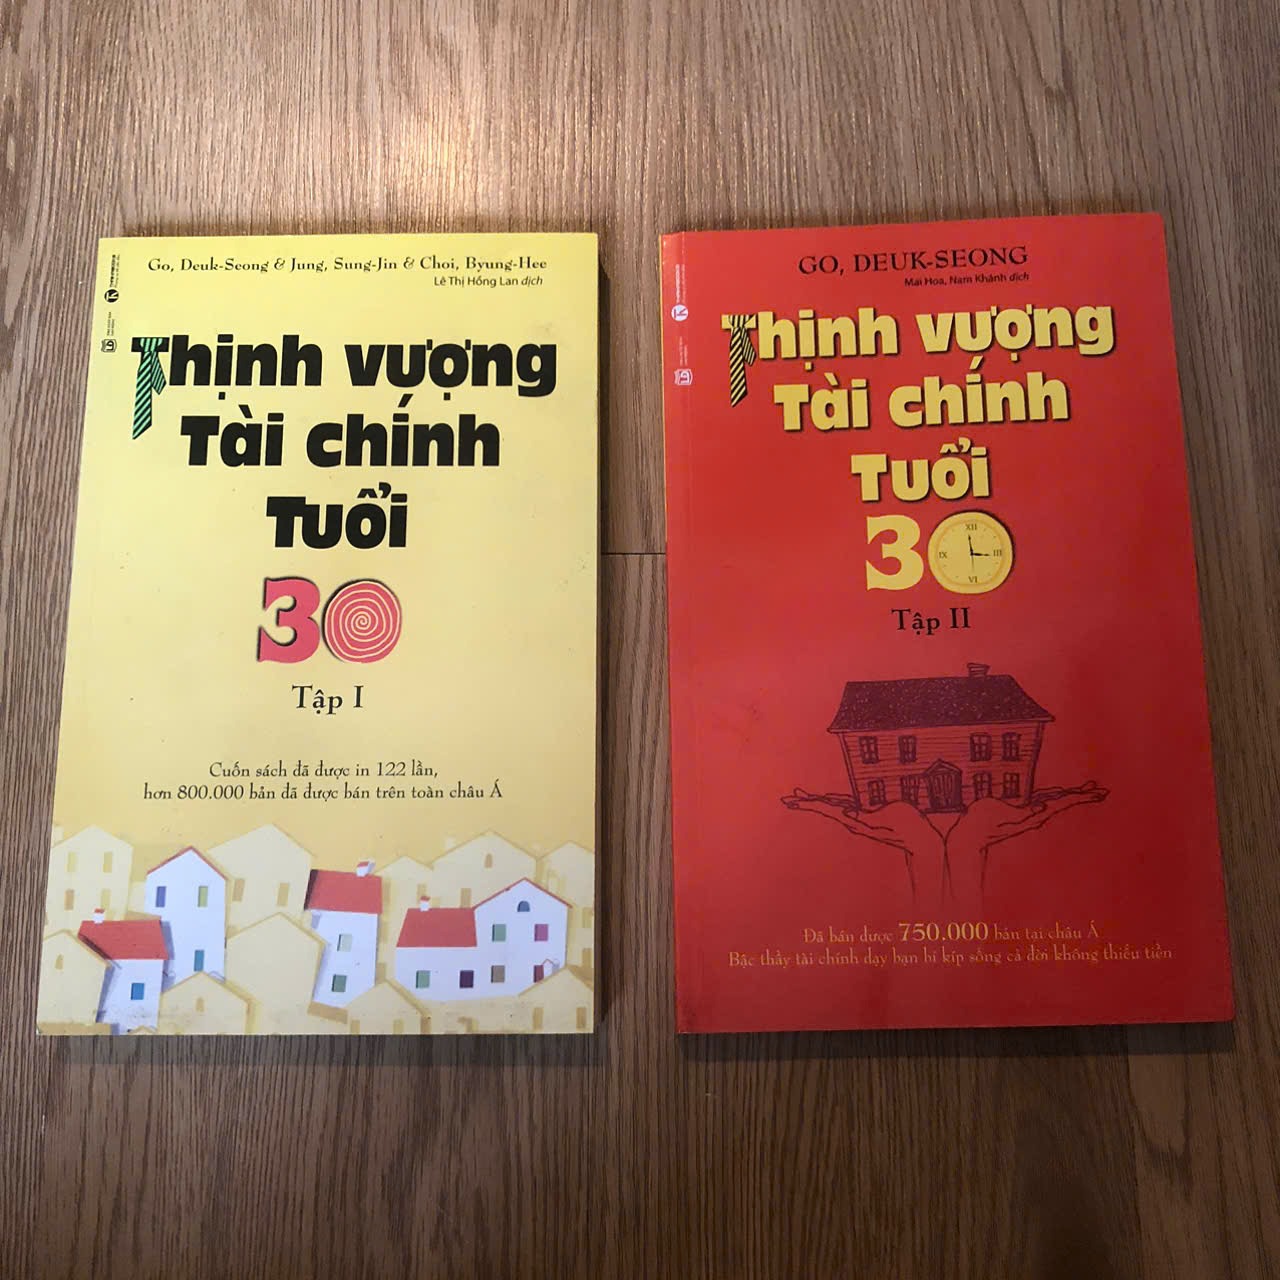 Go, Deuk-Seong & Jung, Sung-Jin & Choi, Byung-Hee
Lê Thị Hồng Lan dịch
Thịnh vượng
Tài chính
Tuổi
30
Tập I
Cuốn sách đã được in 122 lần,
hơn 800.000 bản đã được bán trên toàn châu Á
GO, DEUK-SEONG
Mai Hoa, Nam Khánh dịch
Thịnh vượng
Tài chính
Tuổi
30
XII
III
VI
IX
Tập II
Đã bán được 750.000 bản tại châu Á
Bậc thầy tài chính dạy bạn bí kíp sống cả đời không thiếu tiền